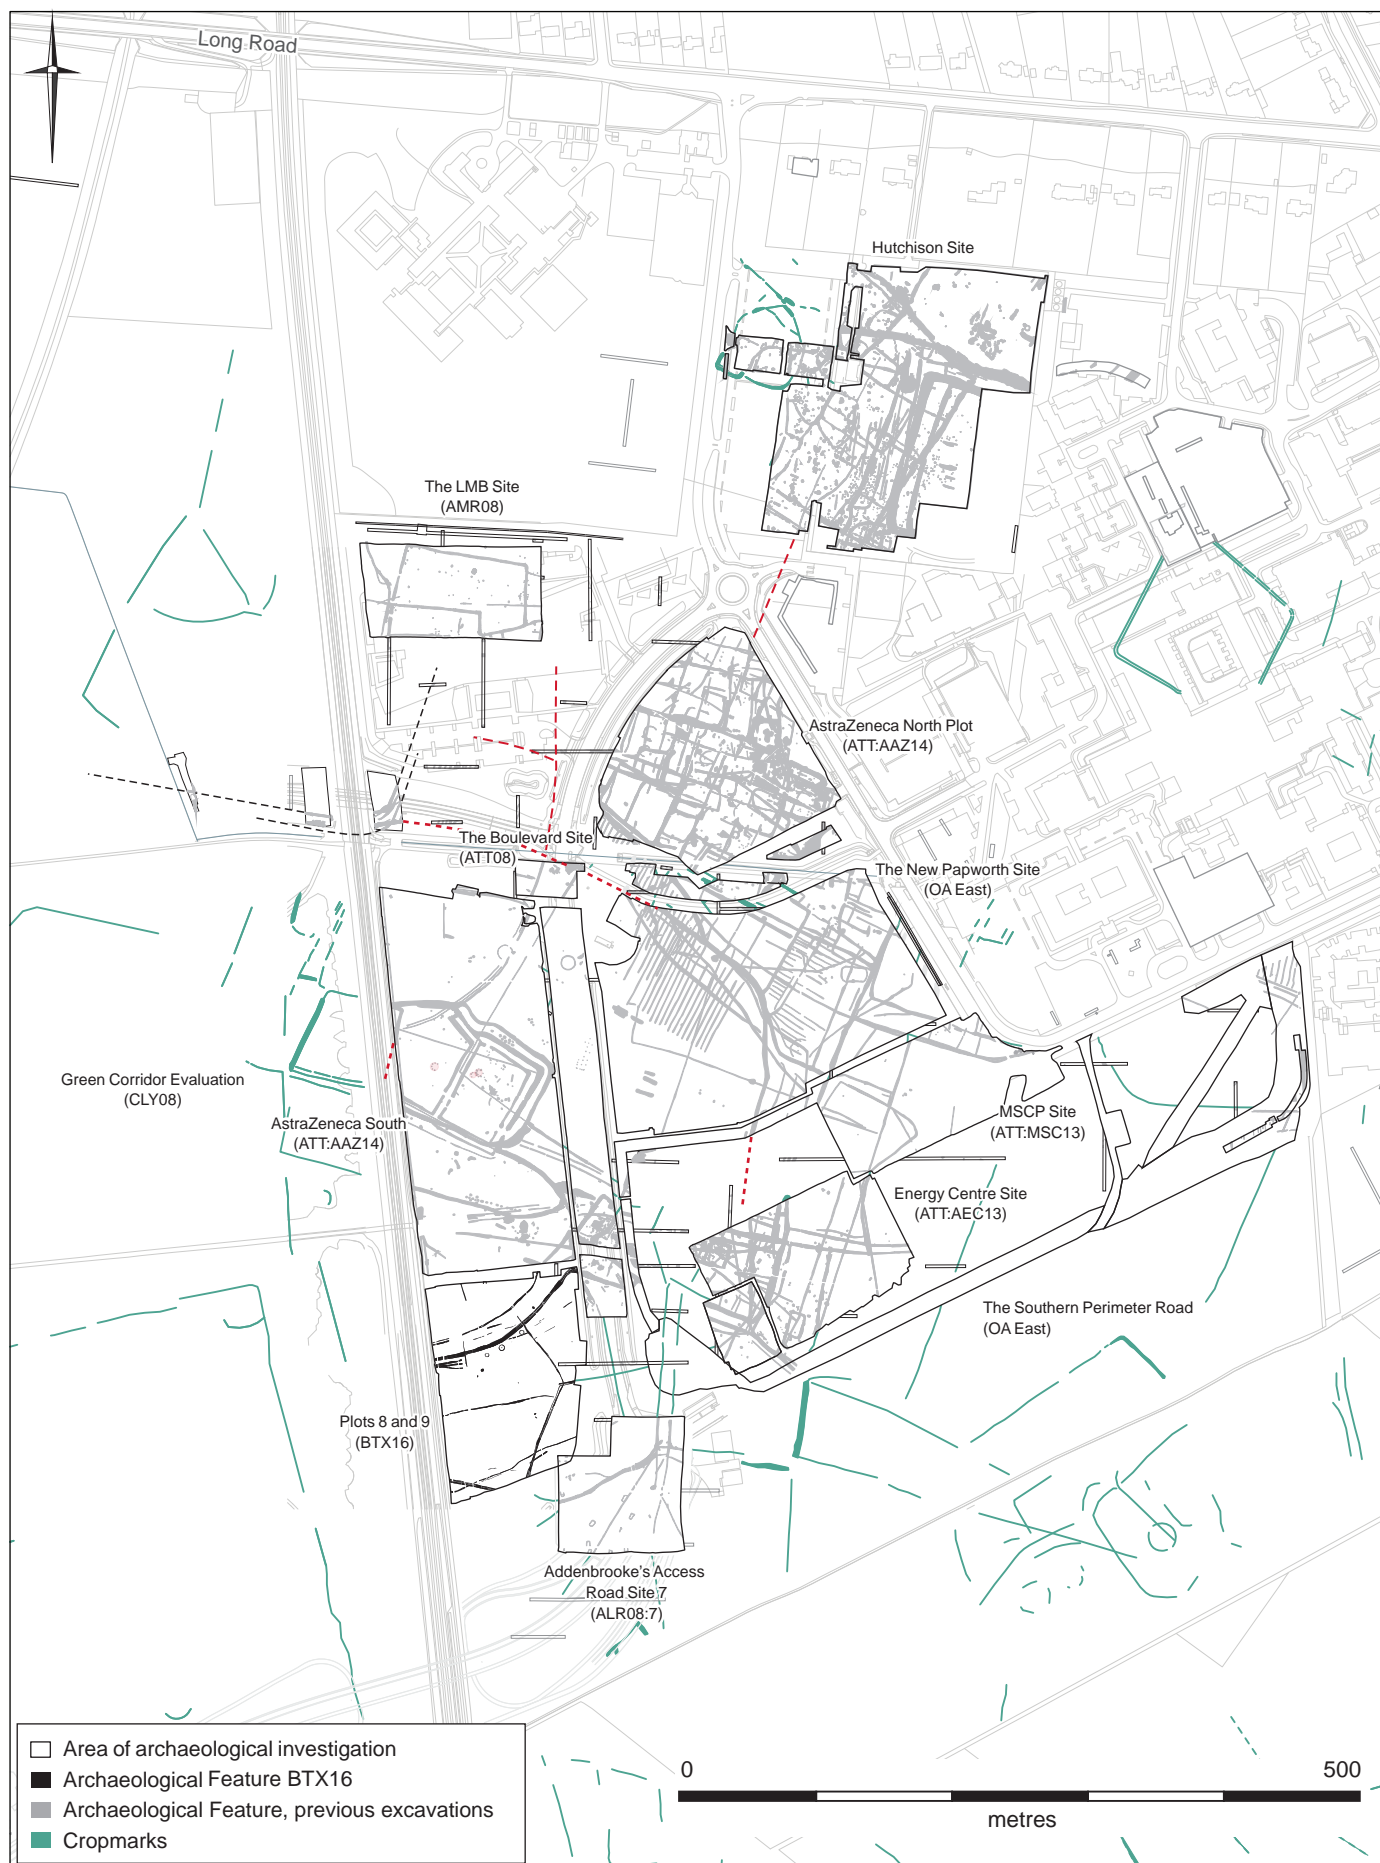 Long Road
Hutchison Site
The LMB Site
(AMR08)
AstraZeneca North Plot
(ATT:AAZ14)
The Boulevard Site
(ATT08)
The New Papworth Site
(OA East)
Green Corridor Evaluation
(CLY08)
AstraZeneca South
(ATT:AAZ14)
MSCP Site
(ATT:MSC13)
Energy Centre Site
(ATT:AEC13)
The Southern Perimeter Road
(OA East)
Plots 8 and 9
(BTX16)
Addenbrooke's Access
Road Site 7
(ALR08:7)
Area of archaeological investigation
Archaeological Feature BTX16
Archaeological Feature, previous excavations
Cropmarks
0
500
metres